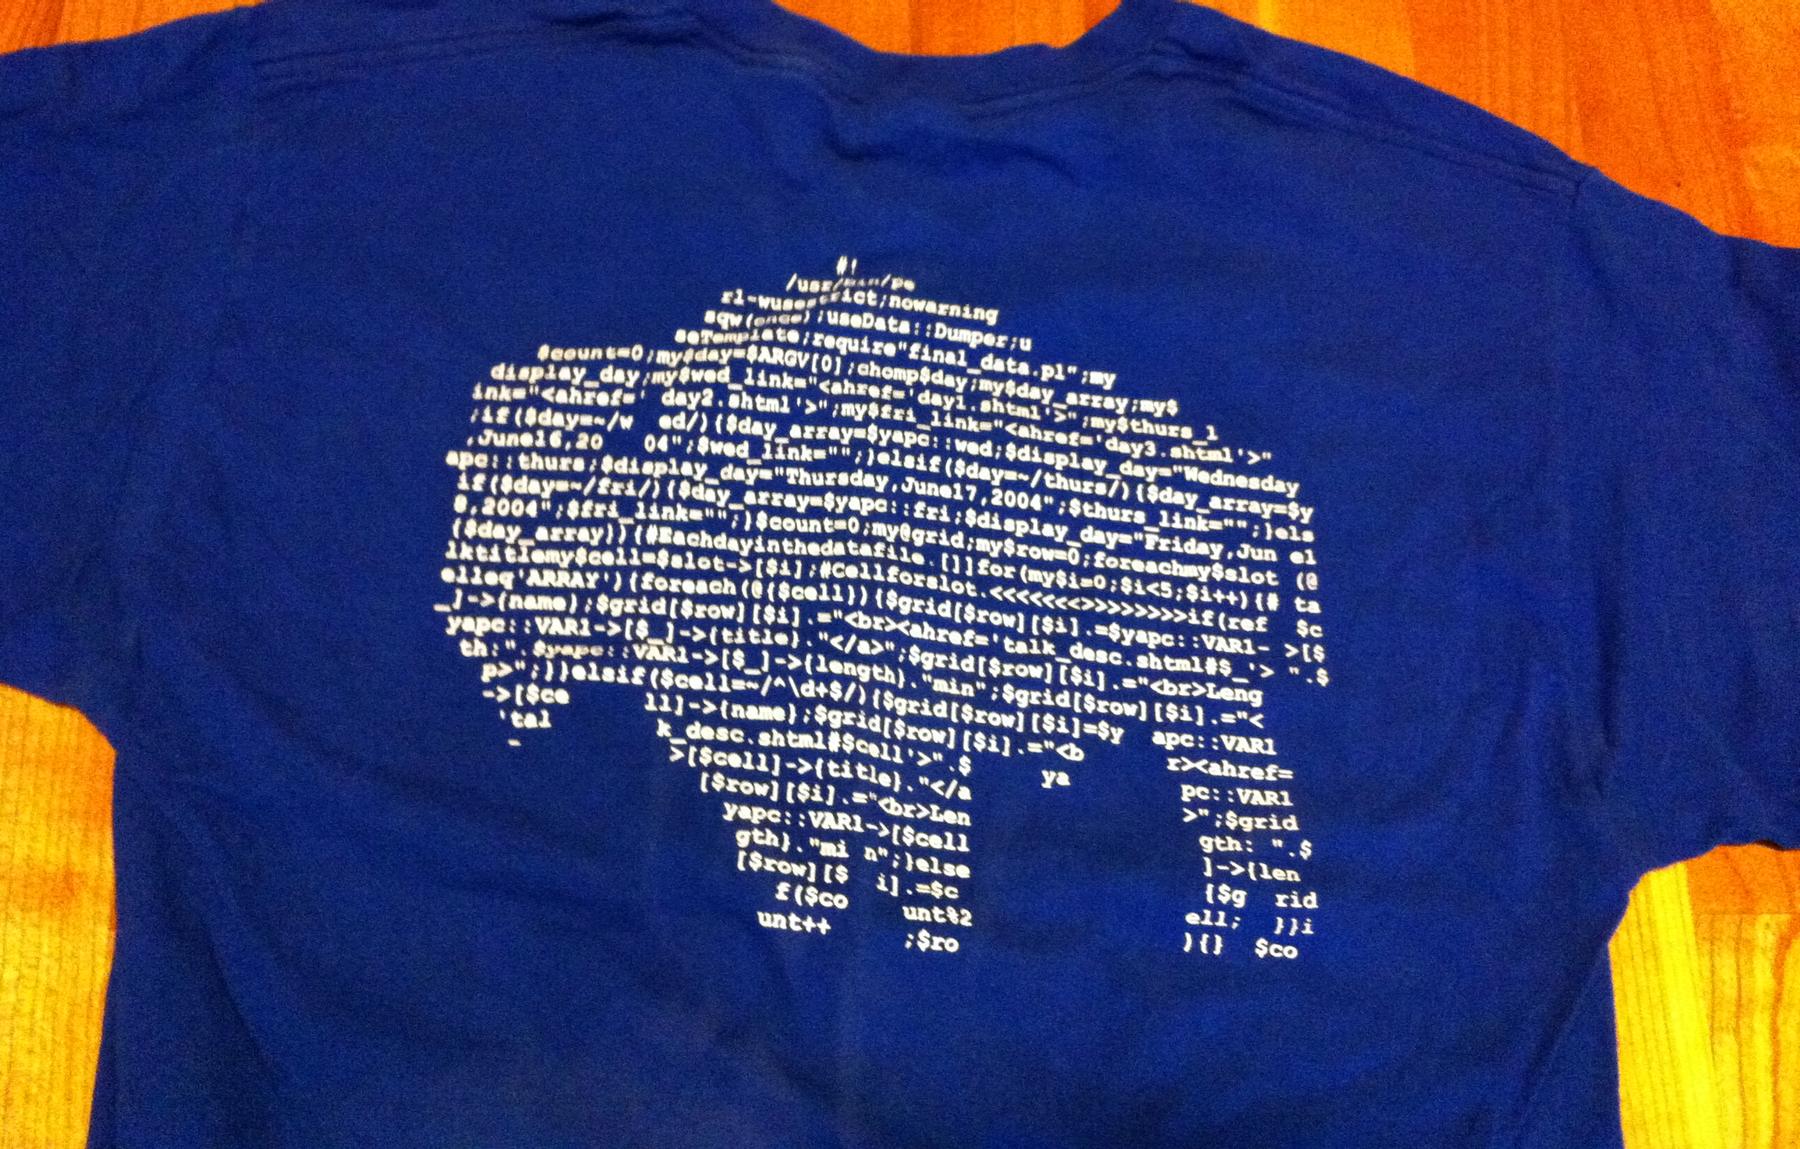 #!
/usr/bin/pe
rl-wusestrict;nowarning
sqw(once);useData::Dumper;u
seTemplate;require"final_data.pl";my
$count=0;my$day=$ARGV[0];chomp$day;my$day_array;my$
display_day;my$wed_link="<ahref='day1.shtml'>";my$thurs_l
ink="<ahref=' day2.shtml'>";my$fri_link="<ahref='day3.shtml'>"
;if($day=~/w ed/){$day_array=$yapc::wed;$display_day="Wednesday
,June16,20 04";$wed_link="";}elsif($day=~/thurs/){$day_array=$y
apc::thurs;$display_day="Thursday,June17,2004";$thurs_link="";}els
if($day=~/fri/){$day_array=$yapc::fri;$display_day="Friday,Jun e1
8,2004";$fri_link="";}$count=0;my@grid;my$row=0;foreachmy$slot (@
{$day_array}){#Eachdayinthedatafile.[]]for(my$i=0;$i<5;$i++){# ta
lktitlemy$cell=$slot->[$i];#Cellforslot.<<<<<<<>>>>>>>>if(ref $c
elleq'ARRAY'){foreach(@{$cell}){$grid[$row][$i].=$yapc::VAR1- >[$
_]->{name};$grid[$row][$i].="<br><ahref='talk_desc.shtml#$_'> ".$
yapc::VAR1->[$_]->{title}."</a>";$grid[$row][$i].="<br>Leng
th:".$yapc::VAR1->[$_]->{length}."min";$grid[$row][$i].="<
p>";}}elsif($cell=~/^\d+$/){$grid[$row][$i]=$y apc::VAR1
->[$ce ll]->{name};$grid[$row][$i].="<b r><ahref=
'tal k_desc.shtml#$cell'>".$ ya pc::VAR1
- >[$cell]->{title}."</a >";$grid
[$row][$i].="<br>Len gth: ".$
yapc::VAR1->[$cell ]->{len
gth}."mi n";}else [$g rid
[$row][$ i].=$c ell; }}i
f($co unt%2 ){} $co
unt++ ;$ro